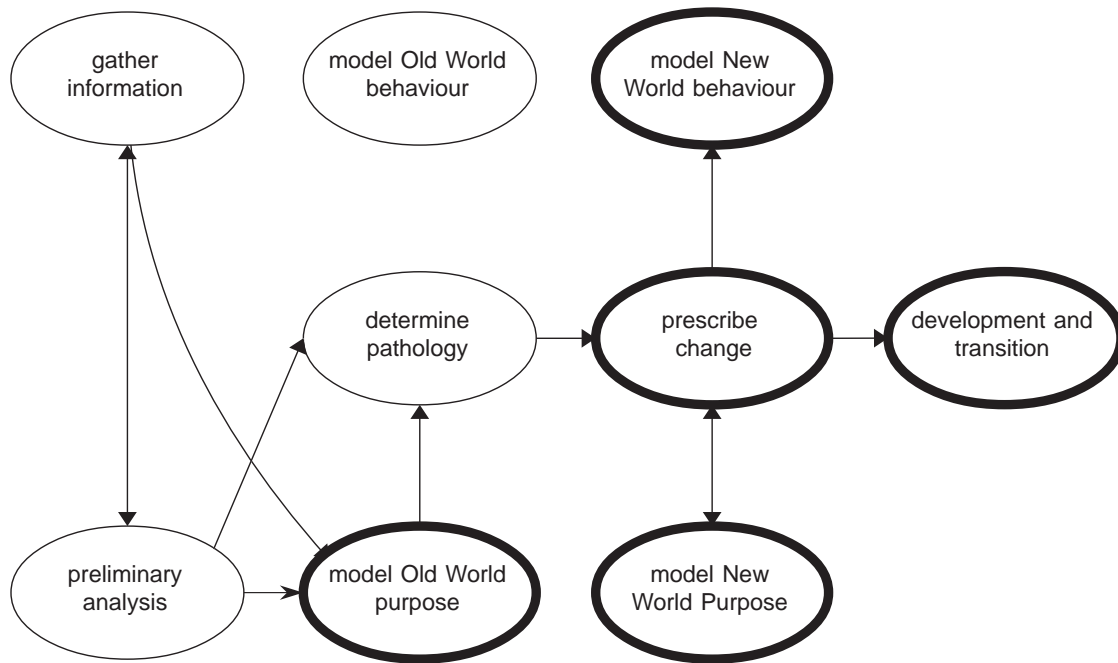 gather
information
model Old World
behaviour
model New
World behaviour
determine
pathology
prescribe
change
development and
transition
preliminary
analysis
model Old World
purpose
model New
World Purpose